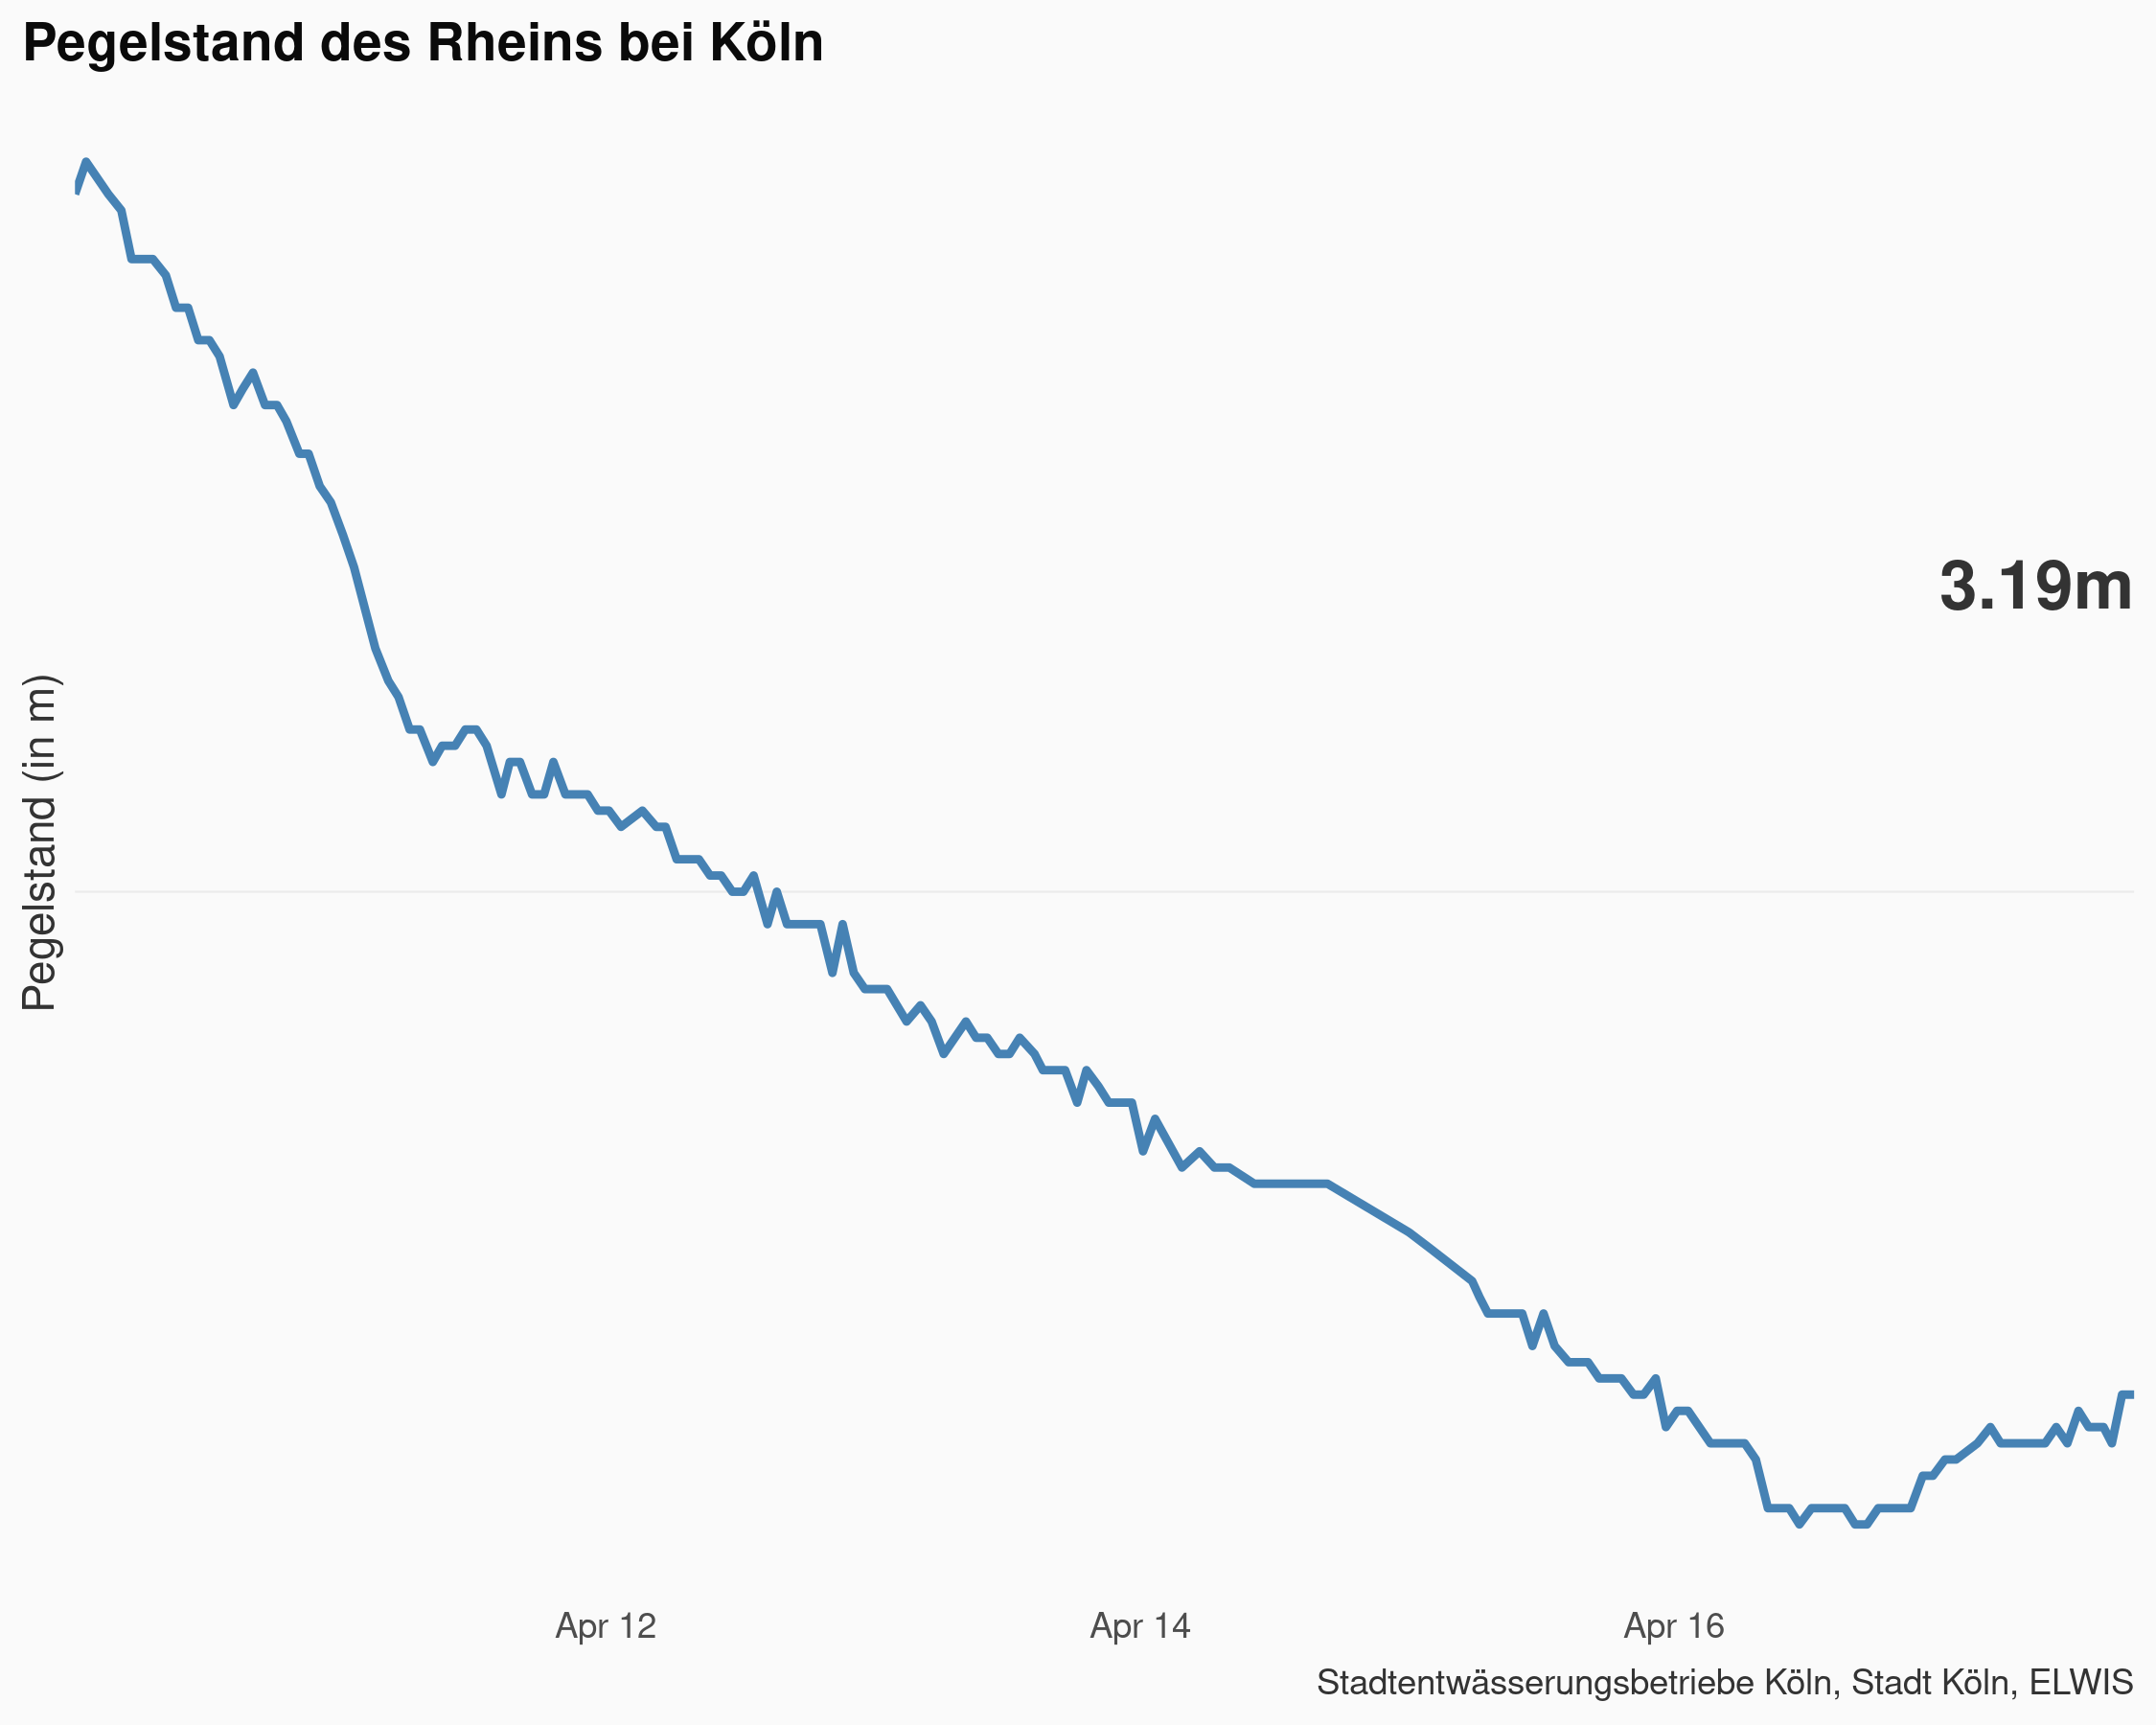 Pegelstand des Rheins bei Köln
3.19m
Pegelstand (in m)
Apr 12
Apr 14
Apr 16
Stadtentwässerungsbetriebe Köln, Stadt Köln, ELWIS